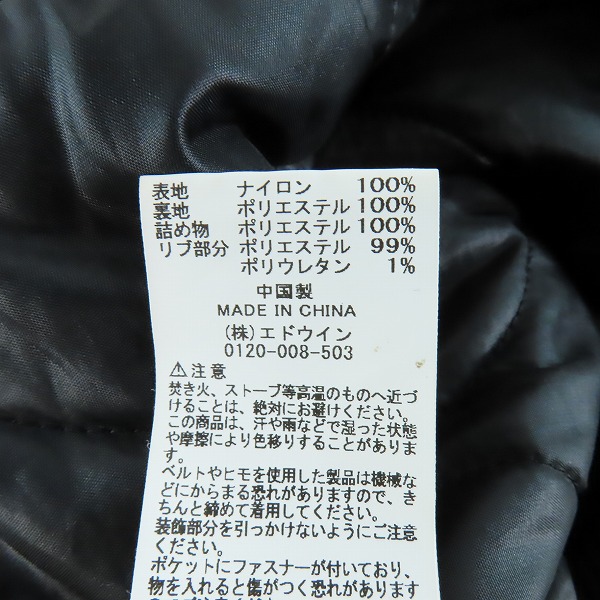 表地 ナイロン 100%
裏地 ポリエステル 100%
詰め物 ポリエステル 100%
リブ部分 ポリエステル 99%
ポリウレタン 1%
中国製
MADE IN CHINA
(株)エドウイン
0120-008-503
⚠注意
焚き火、ストーブ等高温のものへ近づ
けることは、絶対にお避けください。
この商品は、汗や雨などで湿った状態
や摩擦により色移りすることがありま
す。
ベルトやヒモを使用した製品は機械な
どにからまる恐れがありますので、き
ちんと締めて着用してください。
装飾部分を引っかけないようにご注意
ください。
ポケットにファスナーが付いており、
物を入れると傷がつく恐れがあります